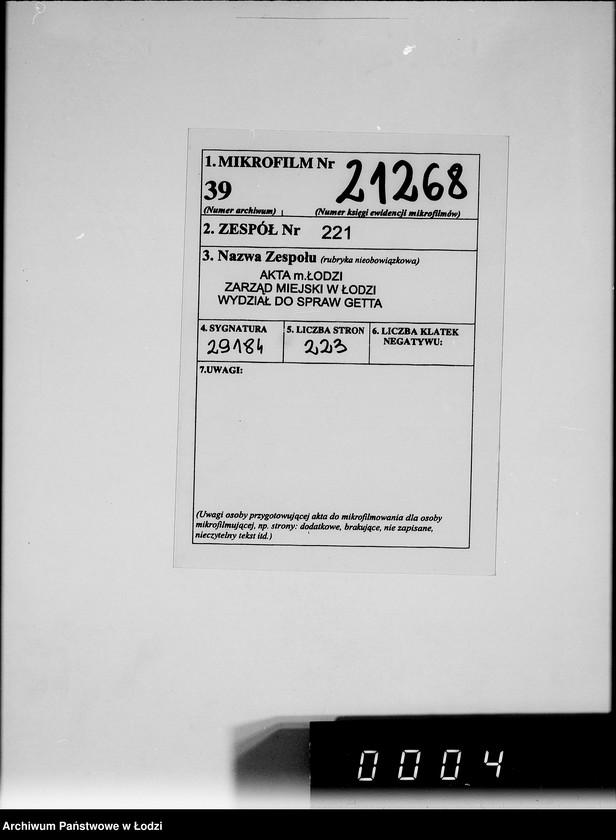 1. MIKROFILM Nr 21268
39
(Numer archiwum) (Numer księgi ewidencji mikrofilmów)
2. ZESPÓŁ Nr 221
3. Nazwa Zespołu (rubryka nieobowiązkowa)
AKTA m.ŁODZI
ZARZĄD MIEJSKI W ŁODZI
WYDZIAŁ DO SPRAW GETTA
4. SYGNATURA 5. LICZBA STRON 6. LICZBA KLATEK
NEGATYWU:
29184 223
7.UWAGI:
(Uwagi osoby przygotowującej akta do mikrofilmowania dla osoby
mikrofilmującej, np. strony: dodatkowe, brakujące, nie zapisane,
nieczytelny tekst itd.)
0004
Archiwum Państwowe w Łodzi